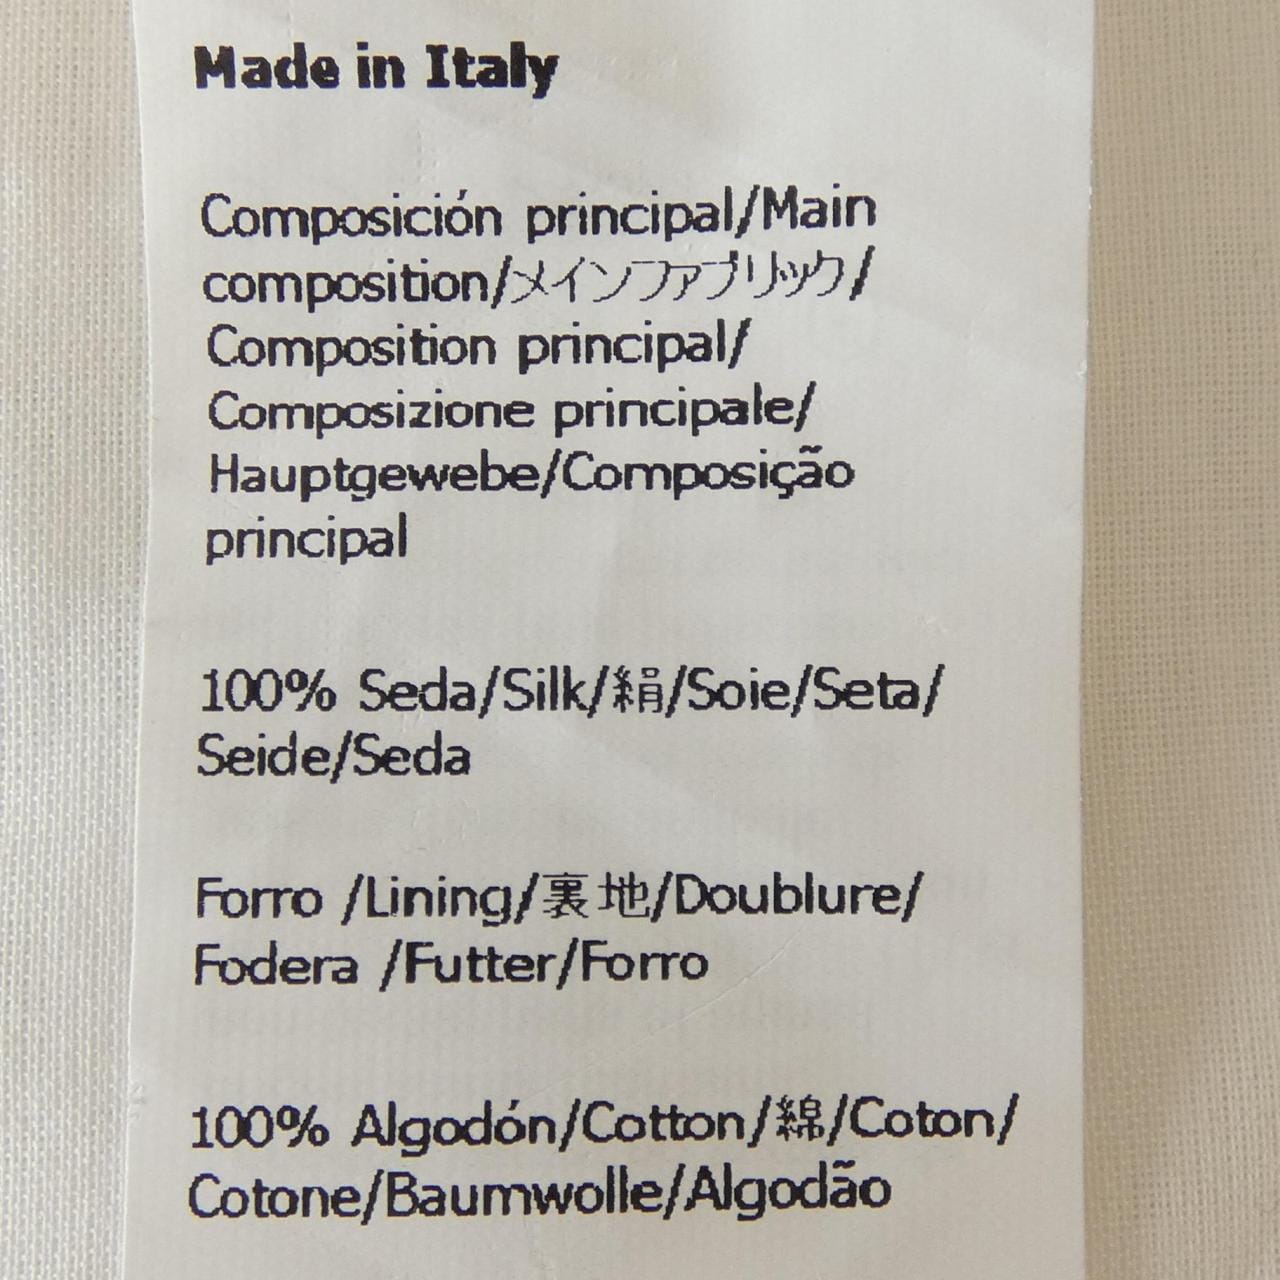 Made in Italy
Composición principal/Main
composition/メインファブリック/
Composition principal/
Composizione principale/
Hauptgewebe/Composição
principal
100% Seda/Silk/絹/Soie/Seta/
Seide/Seda
Forro /Lining/裏地/Doublure/
Fodera /Futter/Forro
100% Algodón/Cotton/綿/Coton/
Cotone/Baumwolle/Algodão